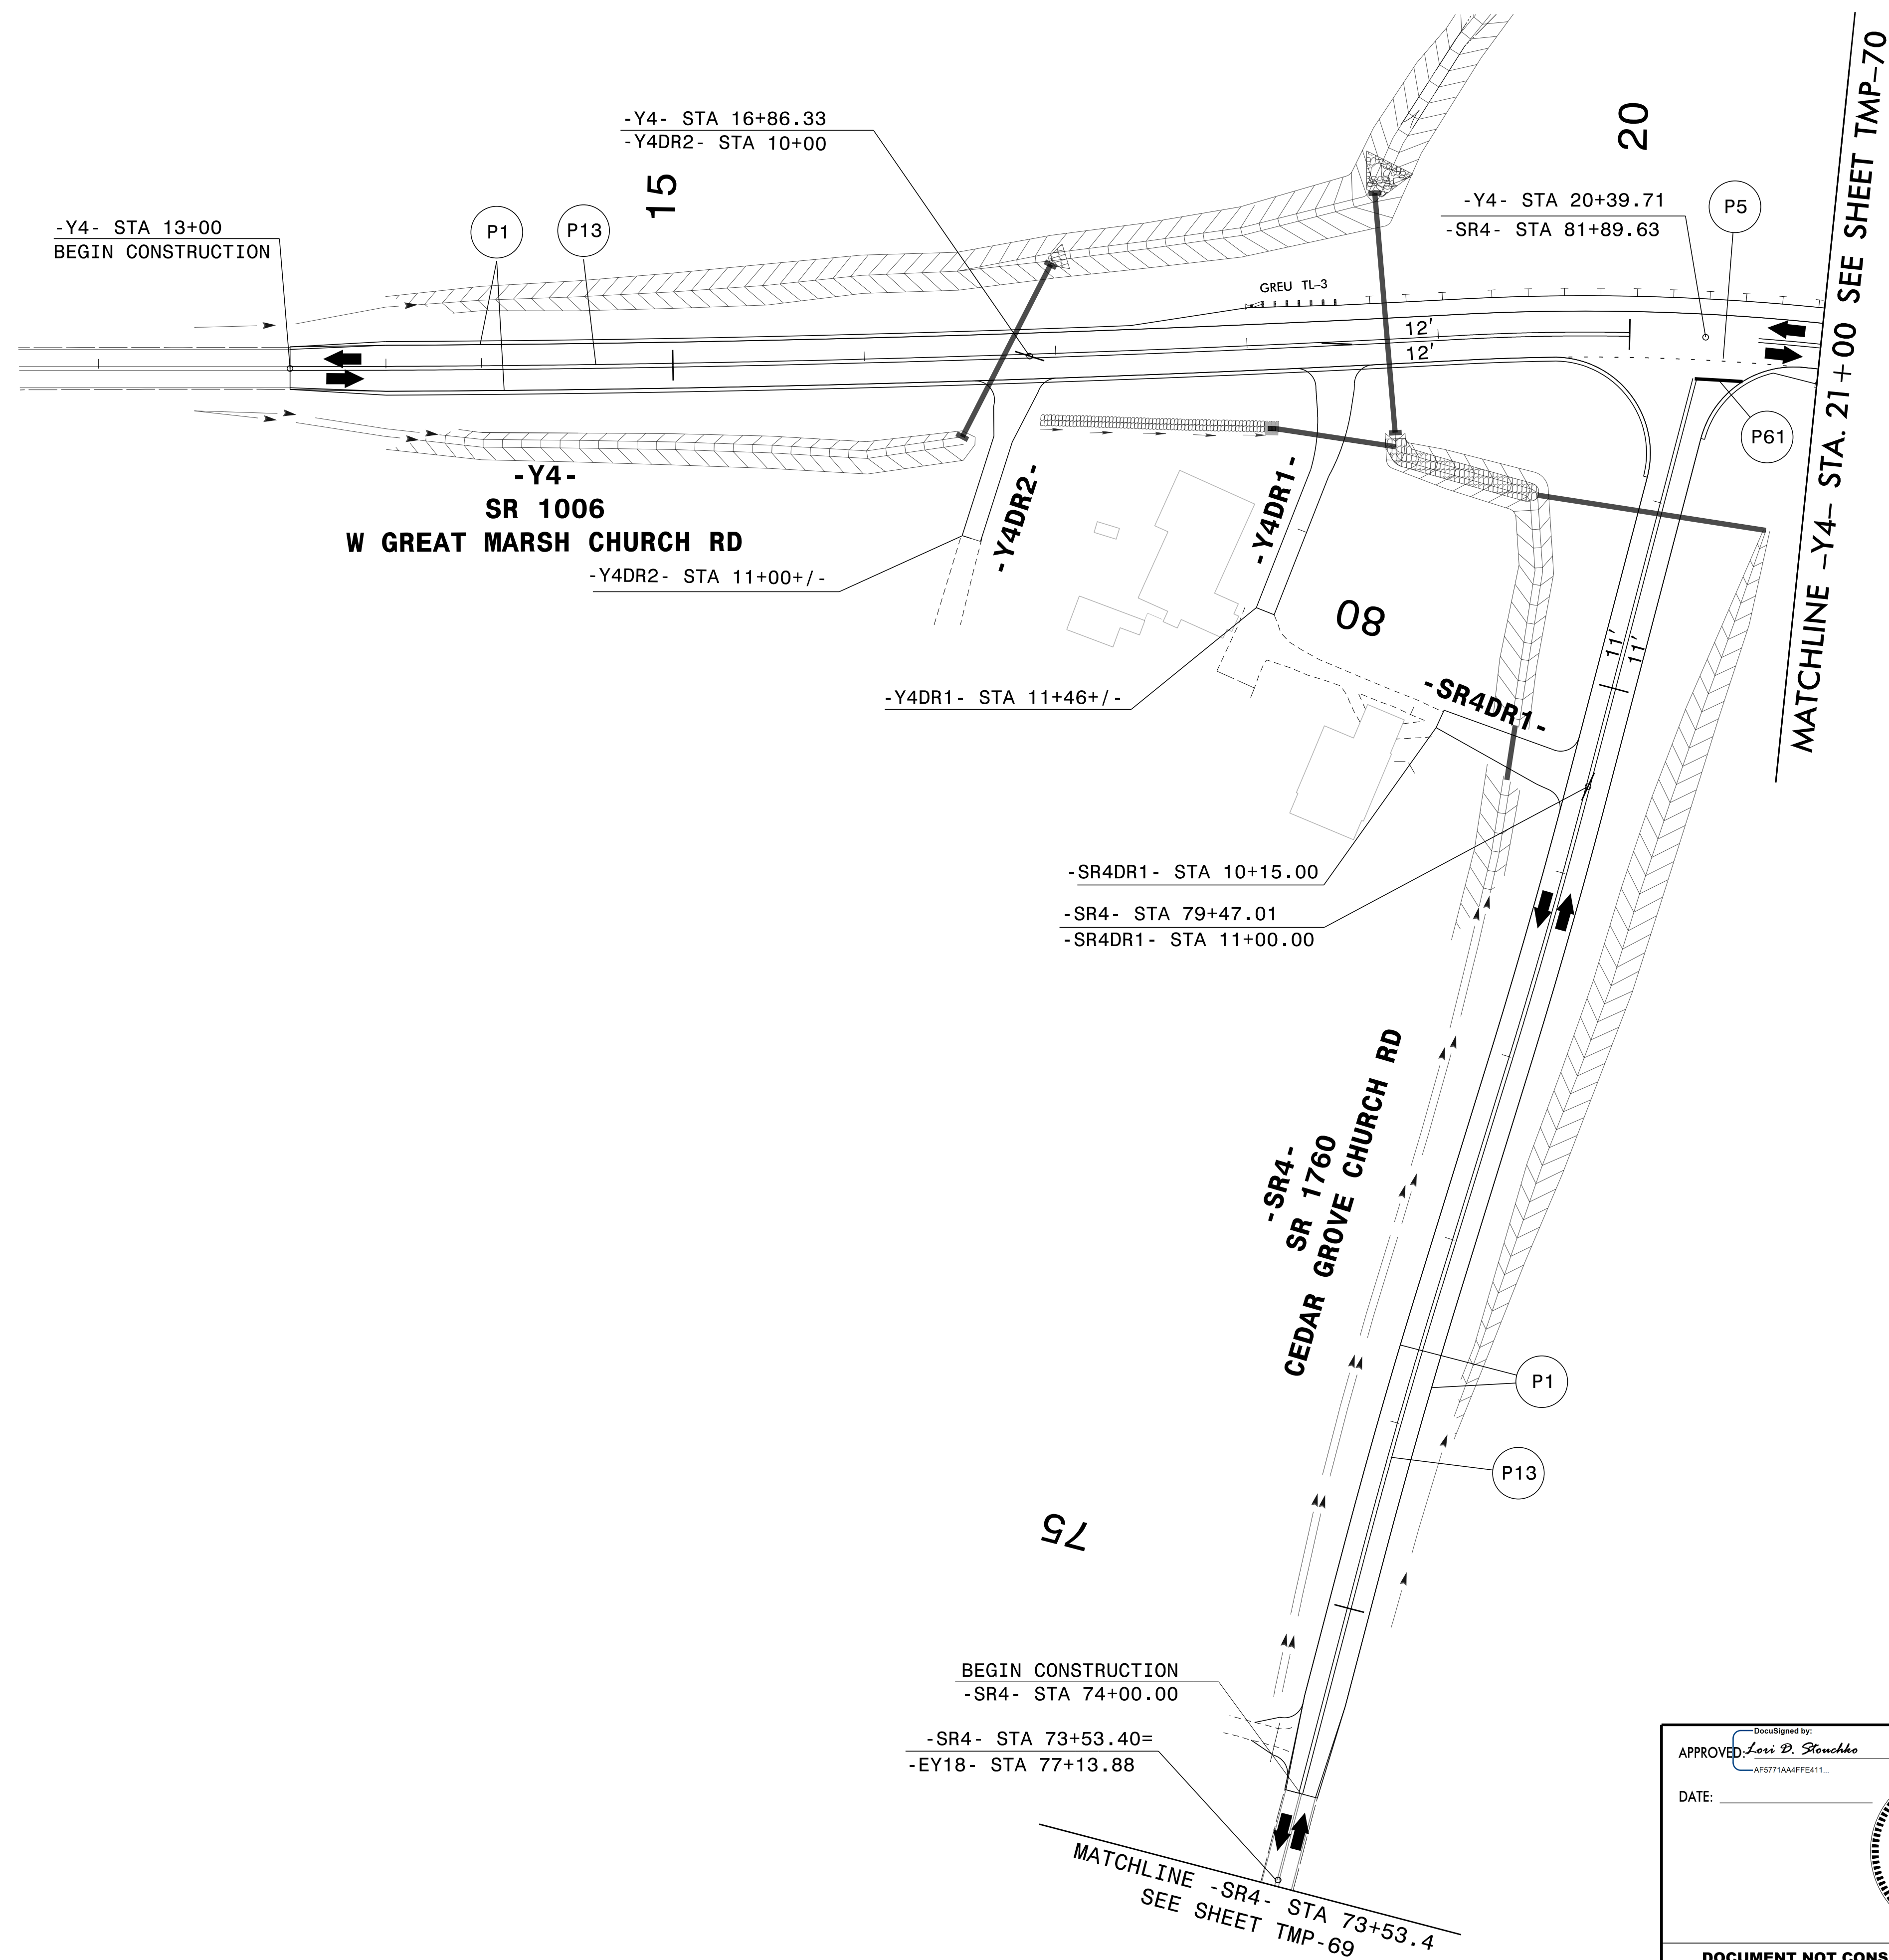 -Y4- STA 16+86.33
-Y4DR2- STA 10+00
15
20
-Y4- STA 13+00
BEGIN CONSTRUCTION
P1
P13
-Y4- STA 20+39.71
-SR4- STA 81+89.63
P5
MATCHLINE -Y4- STA. 21+00 SEE SHEET TMP-70
GREU TL-3
12'
12'
P61
-Y4-
SR 1006
W GREAT MARSH CHURCH RD
-Y4DR2-
-Y4DR1-
-Y4DR2- STA 11+00+/-
80
11'
11'
-Y4DR1- STA 11+46+/-
-SR4DR1-
-SR4DR1- STA 10+15.00
-SR4- STA 79+47.01
-SR4DR1- STA 11+00.00
-SR4-
SR 1760
CEDAR GROVE CHURCH RD
P1
P13
75
BEGIN CONSTRUCTION
-SR4- STA 74+00.00
-SR4- STA 73+53.40=
-EY18- STA 77+13.88
MATCHLINE -SR4- STA 73+53.4
SEE SHEET TMP-69
DocuSigned by:
APPROVED: Lori D. Stouchko
AF5771AA4FFE411...
DATE:
DOCUMENT NOT CONS